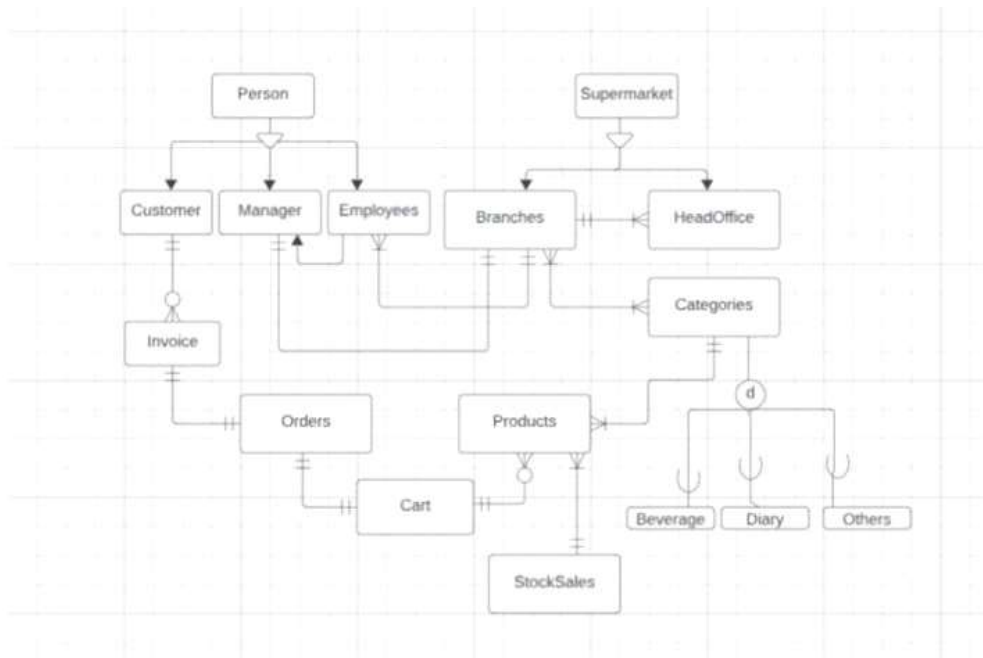 Person
Supermarket
Customer
Manager
Employees
Branches
HeadOffice
Categories
Invoice
d
Orders
Products
Cart
Beverage
Diary
Others
StockSales